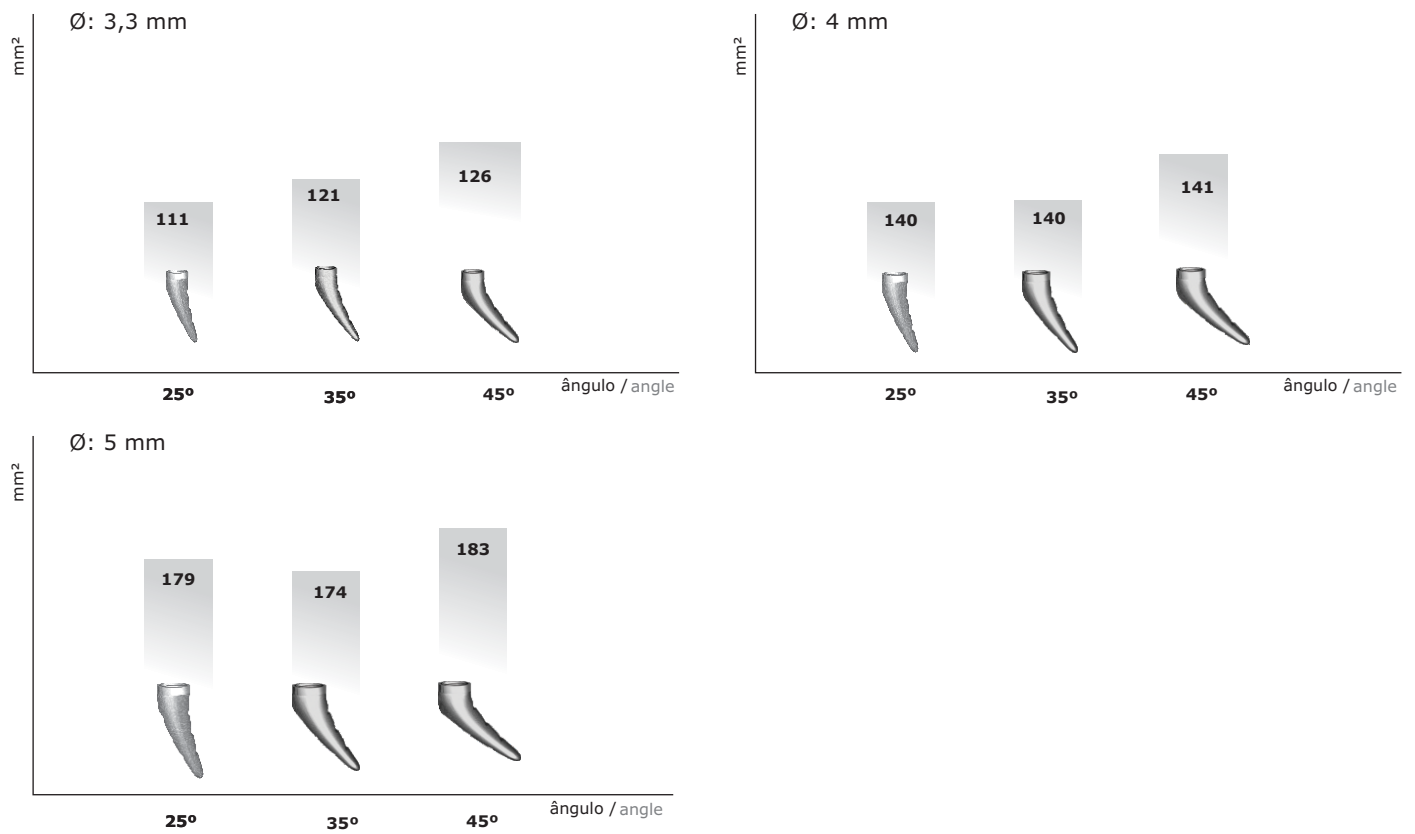 Ø: 3,3 mm
mm²
111
121
126
25º
35º
45º
ângulo / angle
Ø: 4 mm
mm²
140
140
141
25º
35º
45º
ângulo / angle
Ø: 5 mm
mm²
179
174
183
25º
35º
45º
ângulo / angle